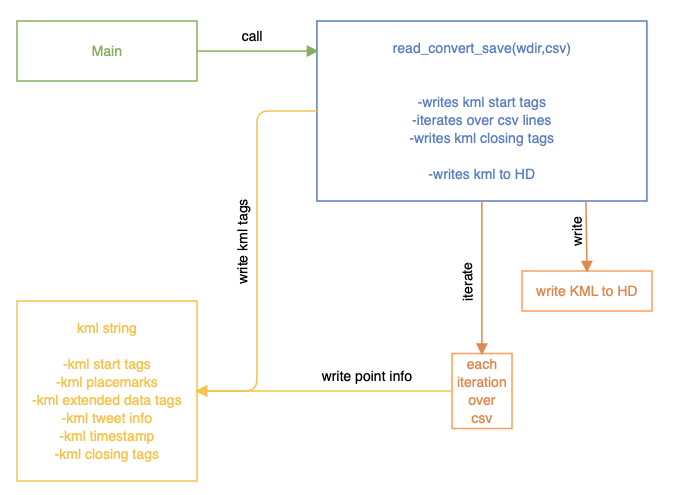 Main
call
read_convert_save(wdir,csv)
-writes kml start tags
-iterates over csv lines
-writes kml closing tags
-writes kml to HD
write kml tags
iterate
write
write KML to HD
kml string
-kml start tags
-kml placemarks
-kml extended data tags
-kml tweet info
-kml timestamp
-kml closing tags
write point info
each
iteration
over
csv